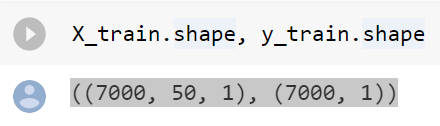 X_train.shape, y_train.shape
((7000, 50, 1), (7000, 1))